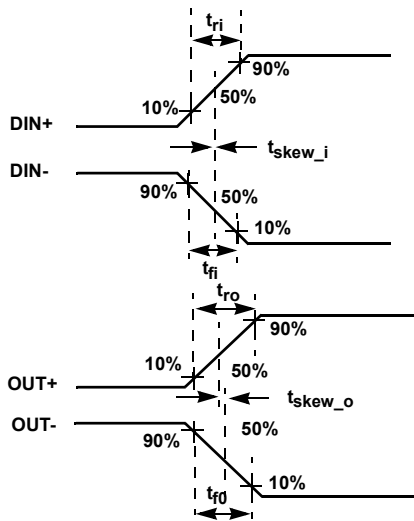 t_ri
90%
10%
50%
DIN+
t_skew_i
DIN-
50%
90%
10%
t_fi
t_ro
90%
10%
50%
OUT+
t_skew_o
OUT-
50%
90%
10%
t_f0